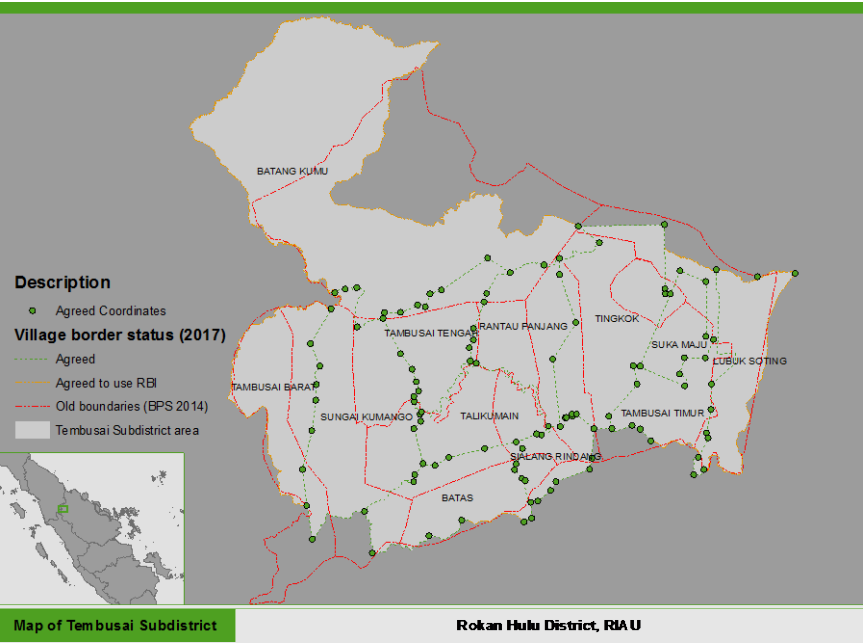 BATANG KUMU
Description
Agreed Coordinates
Village border status (2017)
Agreed
Agreed to use RBI
Old boundaries (BPS 2014)
Tembusai Subdistrict area
TAMBUSAI TENGAH
RANTAU PANJANG
TINGKOK
SUKA MAJU
LUBUK SOTING
TAMBUSAI BARAT
SUNGAI KUMANGO
TALIKUMAIN
TAMBUSAI TIMUR
SIALANG RINDANG
BATAS
Map of Tembusai Subdistrict
Rokan Hulu District, RIAU